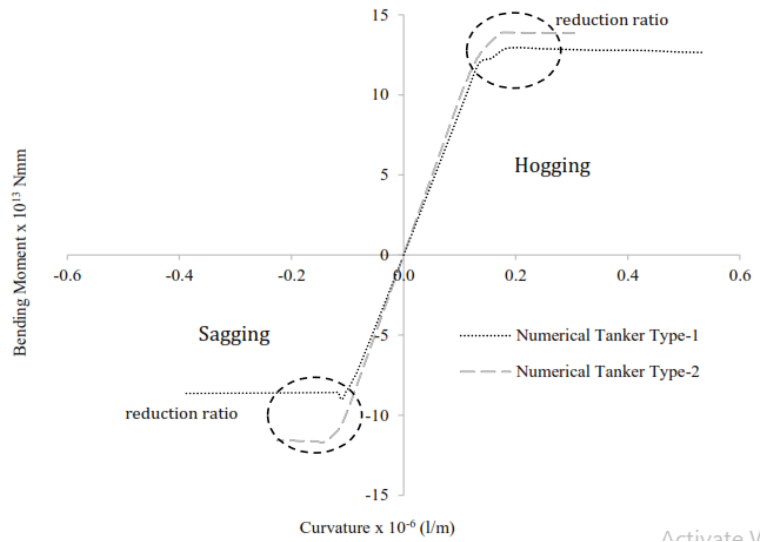 15
reduction ratio
10
Hogging
5
0
-0.6
-0.4
-0.2
0.0
0.2
0.4
0.6
Bending Moment x 10¹³ Nmm
Sagging
-5
Numerical Tanker Type-1
Numerical Tanker Type-2
reduction ratio
-10
-15
Curvature x 10⁻⁶ (l/m)
Activate W